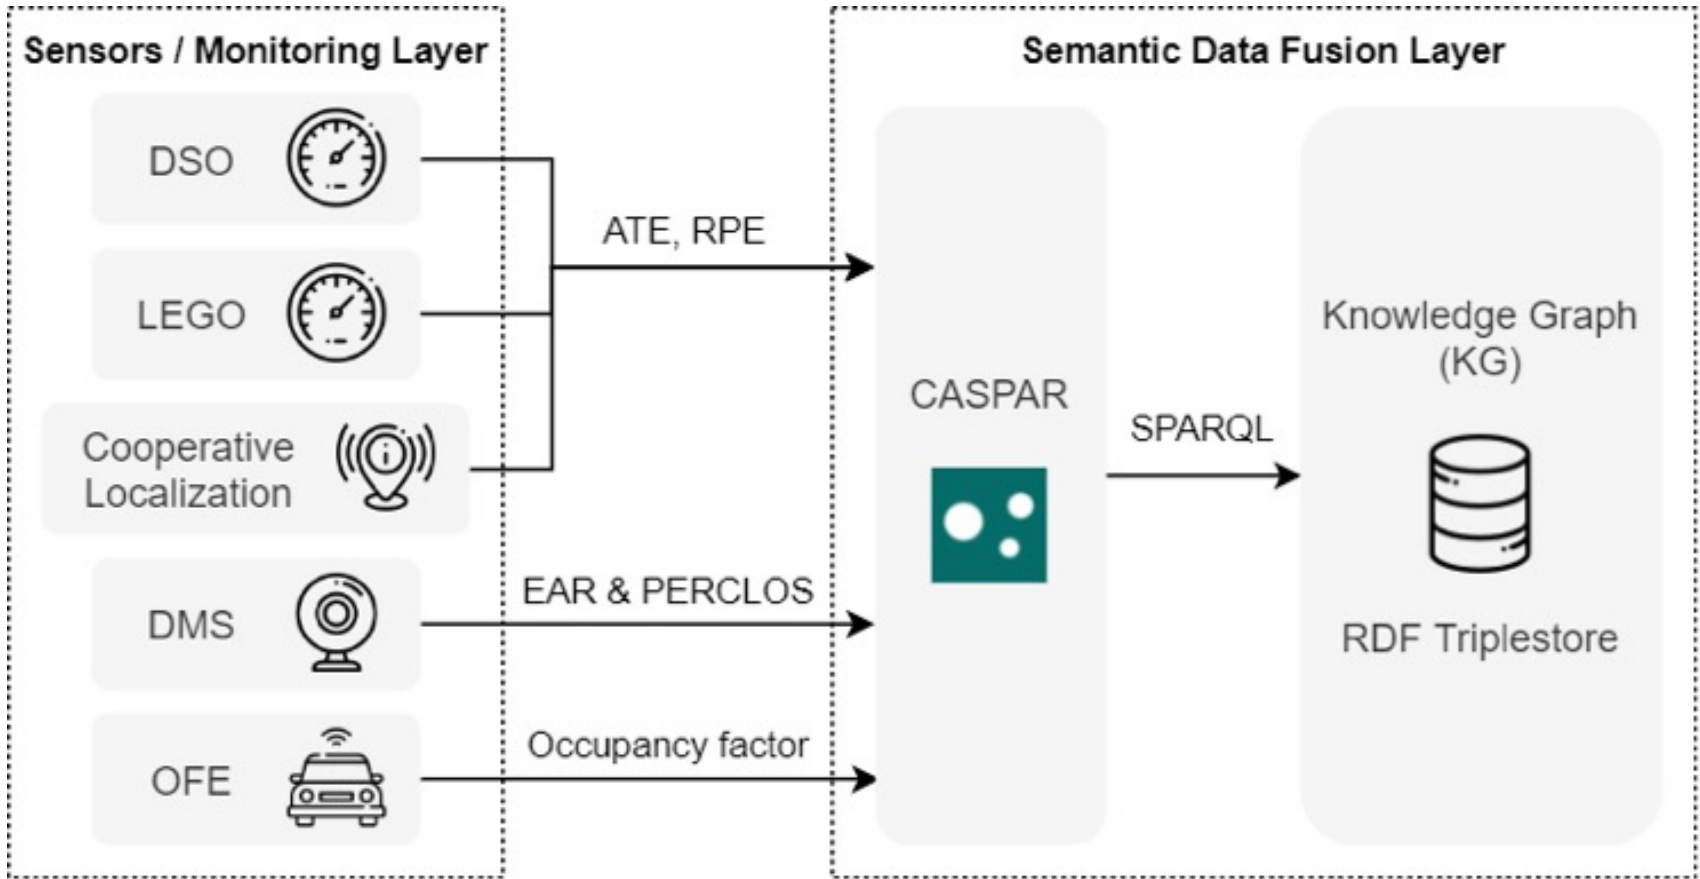 Sensors / Monitoring Layer
DSO
LEGO
Cooperative
Localization
DMS
OFE
ATE, RPE
EAR & PERCLOS
Occupancy factor
Semantic Data Fusion Layer
CASPAR
SPARQL
Knowledge Graph
(KG)
RDF Triplestore